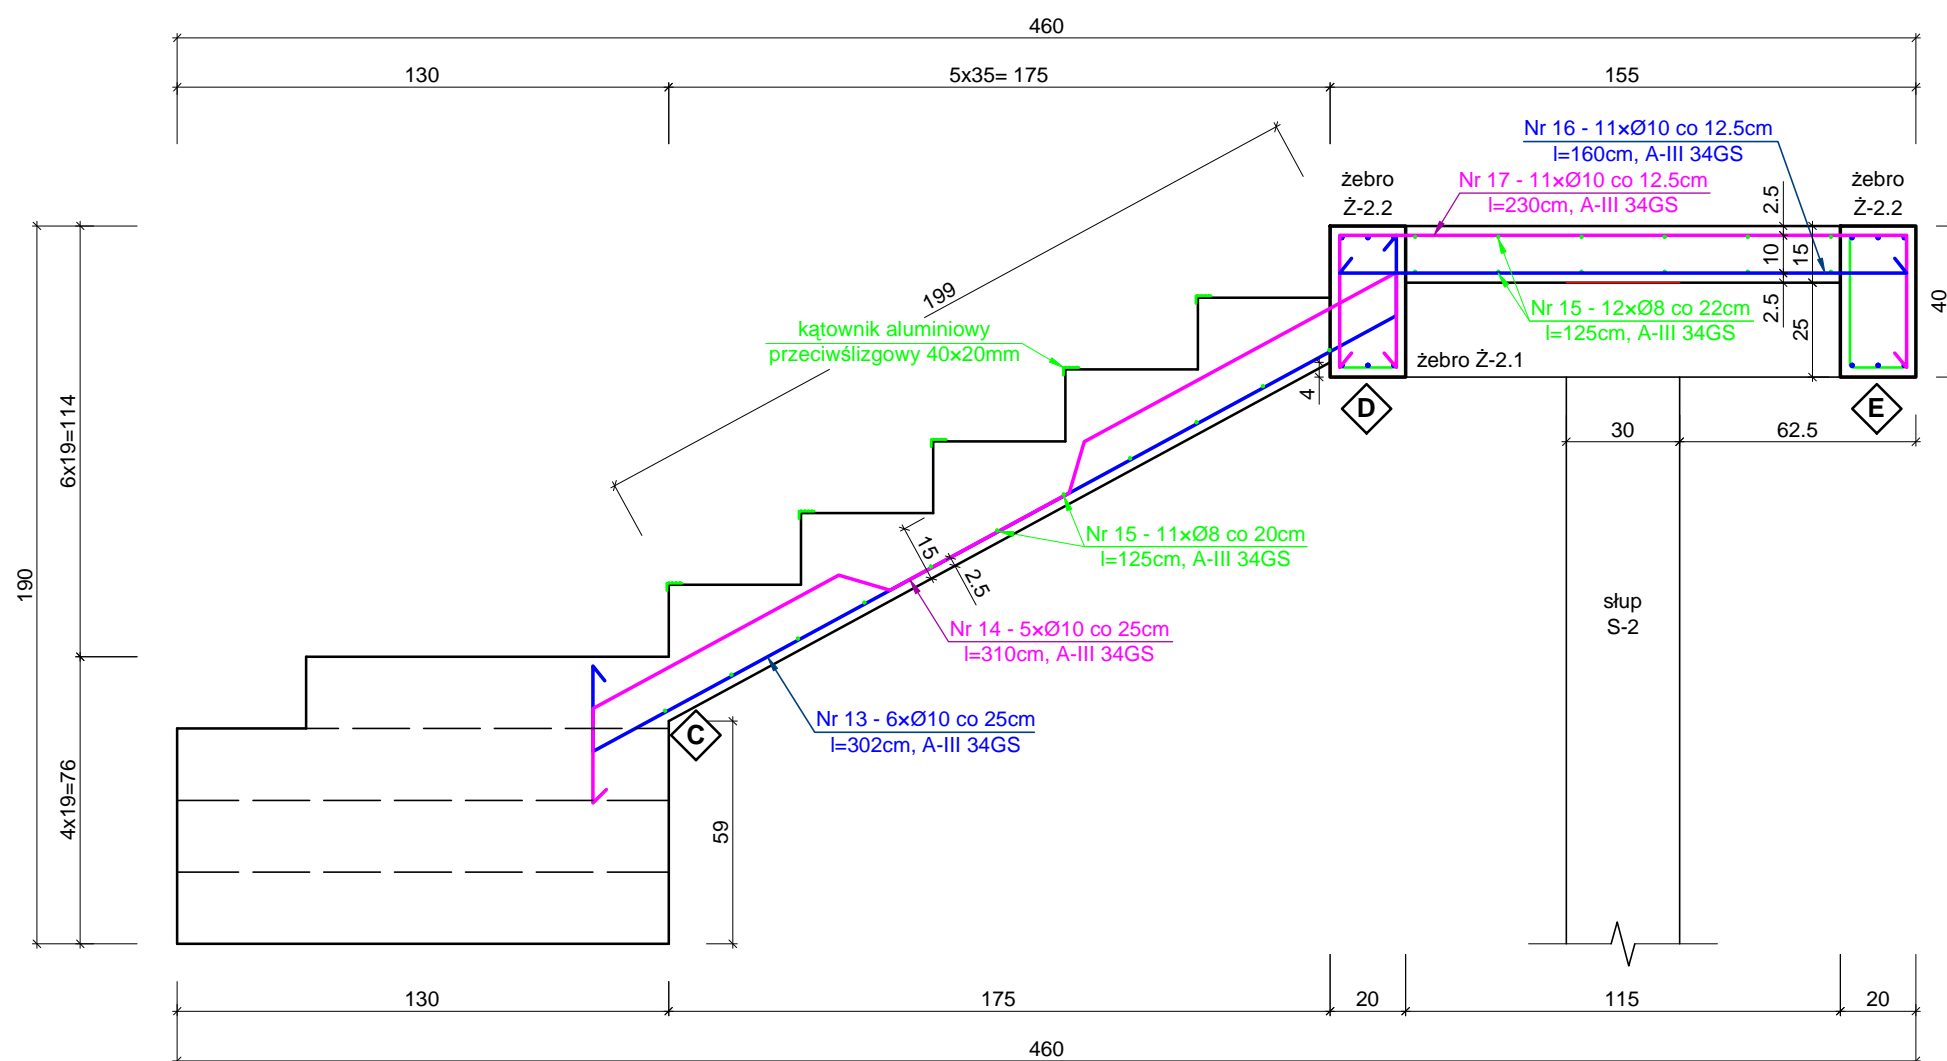 460
130
5x35= 175
155
Nr 16 - 11×Ø10 co 12.5cm
l=160cm, A-III 34GS
żebro
Ż-2.2
Nr 17 - 11×Ø10 co 12.5cm
l=230cm, A-III 34GS
żebro
Ż-2.2
2.5
10
15
2.5
25
40
199
kątownik aluminiowy
przeciwślizgowy 40×20mm
Nr 15 - 12×Ø8 co 22cm
l=125cm, A-III 34GS
żebro Ż-2.1
4
D
E
30
62.5
6x19=114
190
4x19=76
15
2.5
Nr 15 - 11×Ø8 co 20cm
l=125cm, A-III 34GS
słup
S-2
Nr 14 - 5×Ø10 co 25cm
l=310cm, A-III 34GS
Nr 13 - 6×Ø10 co 25cm
l=302cm, A-III 34GS
C
59
130
175
20
115
20
460